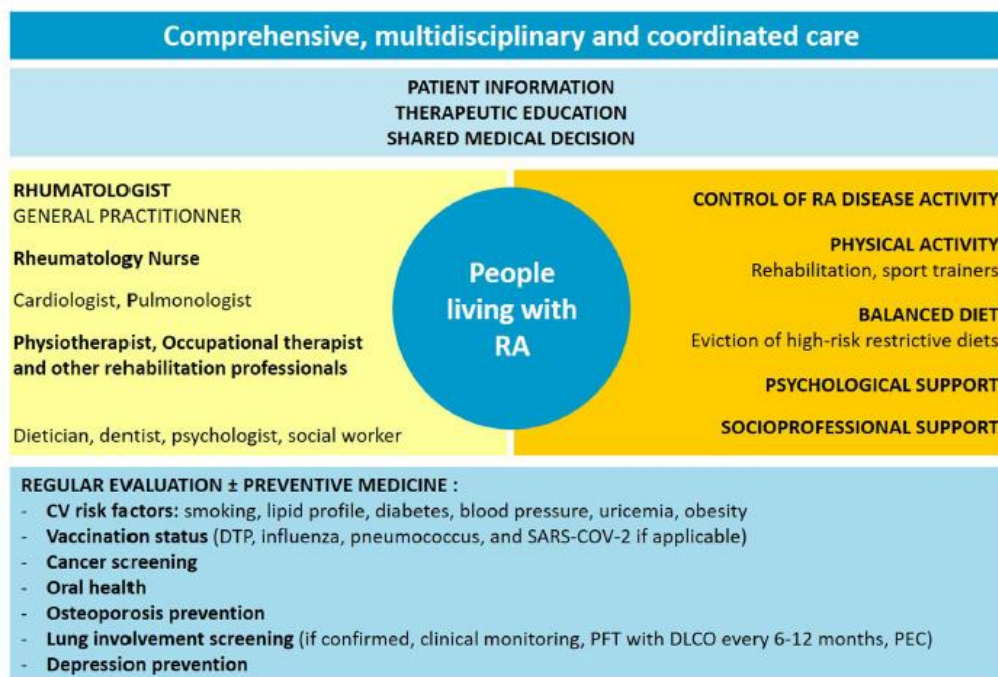 Comprehensive, multidisciplinary and coordinated care
PATIENT INFORMATION
THERAPEUTIC EDUCATION
SHARED MEDICAL DECISION
RHUMATOLOGIST
GENERAL PRACTITIONNER
Rheumatology Nurse
Cardiologist, Pulmonologist
Physiotherapist, Occupational therapist
and other rehabilitation professionals
Dietician, dentist, psychologist, social worker
People
living with
RA
CONTROL OF RA DISEASE ACTIVITY
PHYSICAL ACTIVITY
Rehabilitation, sport trainers
BALANCED DIET
Eviction of high-risk restrictive diets
PSYCHOLOGICAL SUPPORT
SOCIOPROFESSIONAL SUPPORT
REGULAR EVALUATION ± PREVENTIVE MEDICINE :
- CV risk factors: smoking, lipid profile, diabetes, blood pressure, uricemia, obesity
- Vaccination status (DTP, influenza, pneumococcus, and SARS-COV-2 if applicable)
- Cancer screening
- Oral health
- Osteoporosis prevention
- Lung involvement screening (if confirmed, clinical monitoring, PFT with DLCO every 6-12 months, PEC)
- Depression prevention